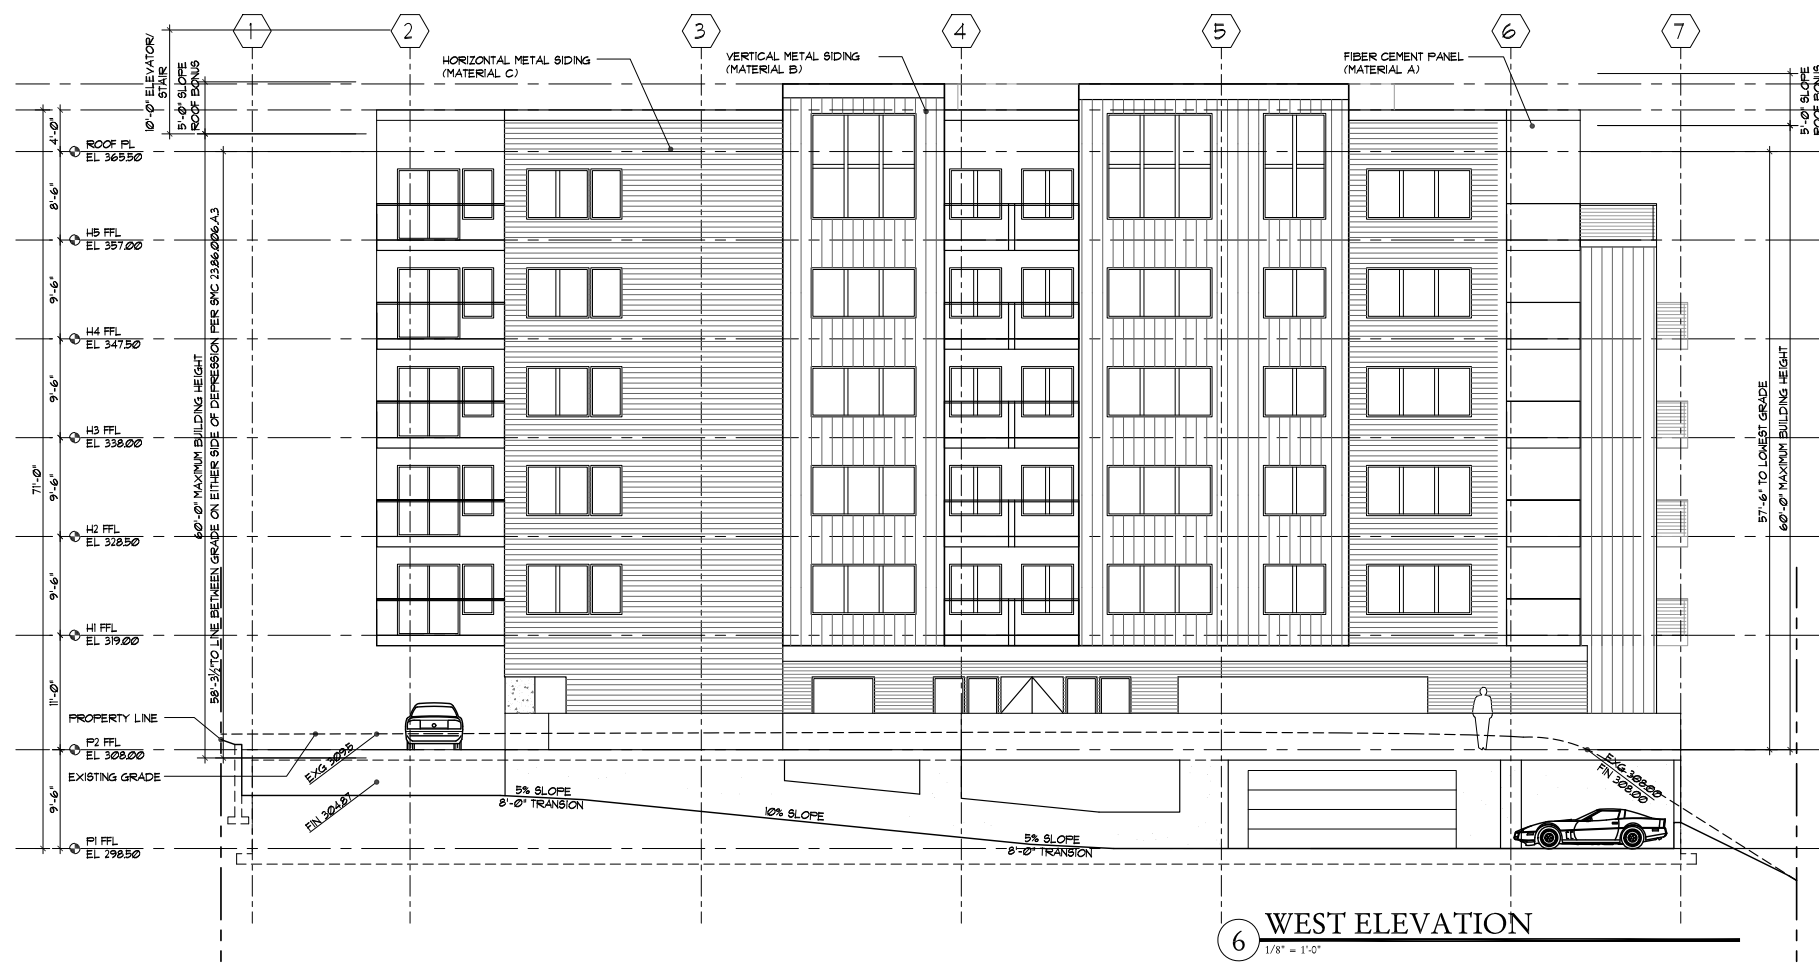 1
2
3
4
5
6
7
10'-0" ELEVATOR/
STAIR
5'-0" SLOPE
ROOF BONUS
HORIZONTAL METAL SIDING
(MATERIAL C)
VERTICAL METAL SIDING
(MATERIAL B)
FIBER CEMENT PANEL
(MATERIAL A)
5'-0" SLOPE
ROOF BONUS
4'-0"
ROOF PL
EL 365.50
8'-6"
H5 FFL
EL 357.00
9'-6"
H4 FFL
EL 347.50
9'-6"
H3 FFL
EL 338.00
71'-0"
9'-6"
H2 FFL
EL 328.50
9'-6"
H1 FFL
EL 319.00
11'-0"
PROPERTY LINE
P2 FFL
EL 308.00
EXISTING GRADE
9'-6"
P1 FFL
EL 298.50
60'-0" MAXIMUM BUILDING HEIGHT
58'-3½"TO LINE BETWEEN GRADE ON EITHER SIDE OF DEPRESSION PER SMC 23.86.006.A.3
57'-6" TO LOWEST GRADE
60'-0" MAXIMUM BUILDING HEIGHT
EXG 309.5
FIN 304.87
5% SLOPE
8'-0" TRANSION
10% SLOPE
5% SLOPE
8'-0" TRANSION
EXG 308.00
FIN 308.00
6
WEST ELEVATION
1/8" = 1'-0"